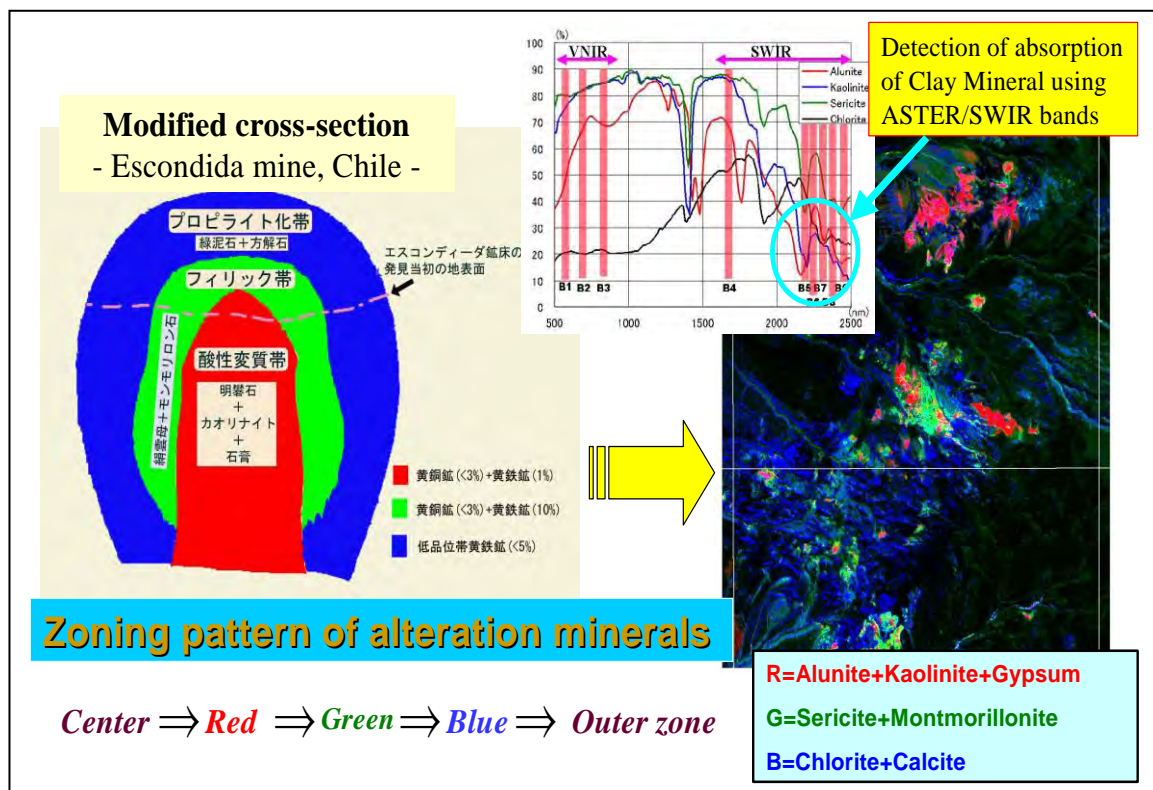 Modified cross-section
- Escondida mine, Chile -
プロピライト化帯
緑泥石+方解石
フィリック帯
エスコンディーダ鉱床の
発見当初の地表面
絹雲母+モンモリロン石
酸性変質帯
明礬石
+
カオリナイト
+
石膏
黄銅鉱(<3%)+黄鉄鉱(1%)
黄銅鉱(<3%)+黄鉄鉱(10%)
低品位帯黄鉄鉱(<5%)
(%)
VNIR
SWIR
100
90
80
70
60
50
40
30
20
10
0
Alunite
Kaolinite
Sericite
Chlorite
B1
B2
B3
B4
B5
B7
500
1000
1500
2000
2500
(nm)
Detection of absorption
of Clay Mineral using
ASTER/SWIR bands
Zoning pattern of alteration minerals
Center ⇒ Red ⇒ Green ⇒ Blue ⇒ Outer zone
R=Alunite+Kaolinite+Gypsum
G=Sericite+Montmorillonite
B=Chlorite+Calcite